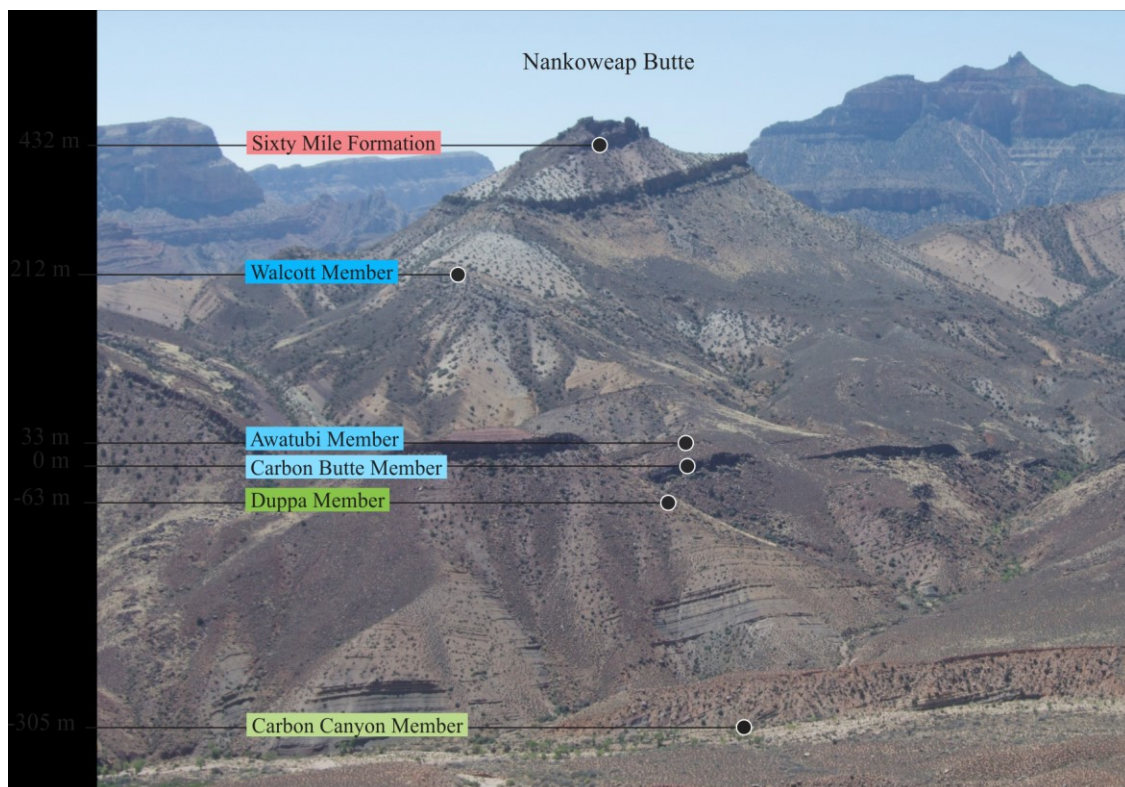 Nankoweap Butte
432 m
Sixty Mile Formation
212 m
Walcott Member
33 m
Awatubi Member
0 m
Carbon Butte Member
-63 m
Duppa Member
-305 m
Carbon Canyon Member